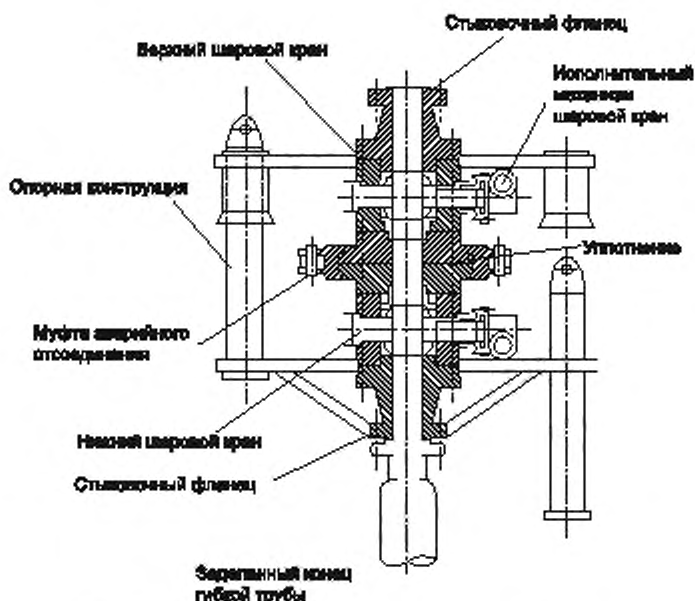 Стыковочный фланец
Верхний шаровой кран
Исполнительный
механизм
шаровой кран
Опорная конструкция
Уплотнение
Муфта аварийного
отсоединения
Нижний шаровой кран
Стыковочный фланец
Заделанный конец
гибкой трубы